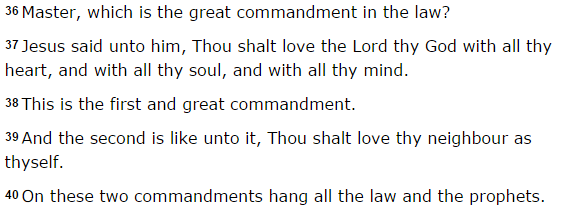 36 Master, which is the great commandment in the law?
37 Jesus said unto him, Thou shalt love the Lord thy God with all thy
heart, and with all thy soul, and with all thy mind.
38 This is the first and great commandment.
39 And the second is like unto it, Thou shalt love thy neighbour as
thyself.
40 On these two commandments hang all the law and the prophets.